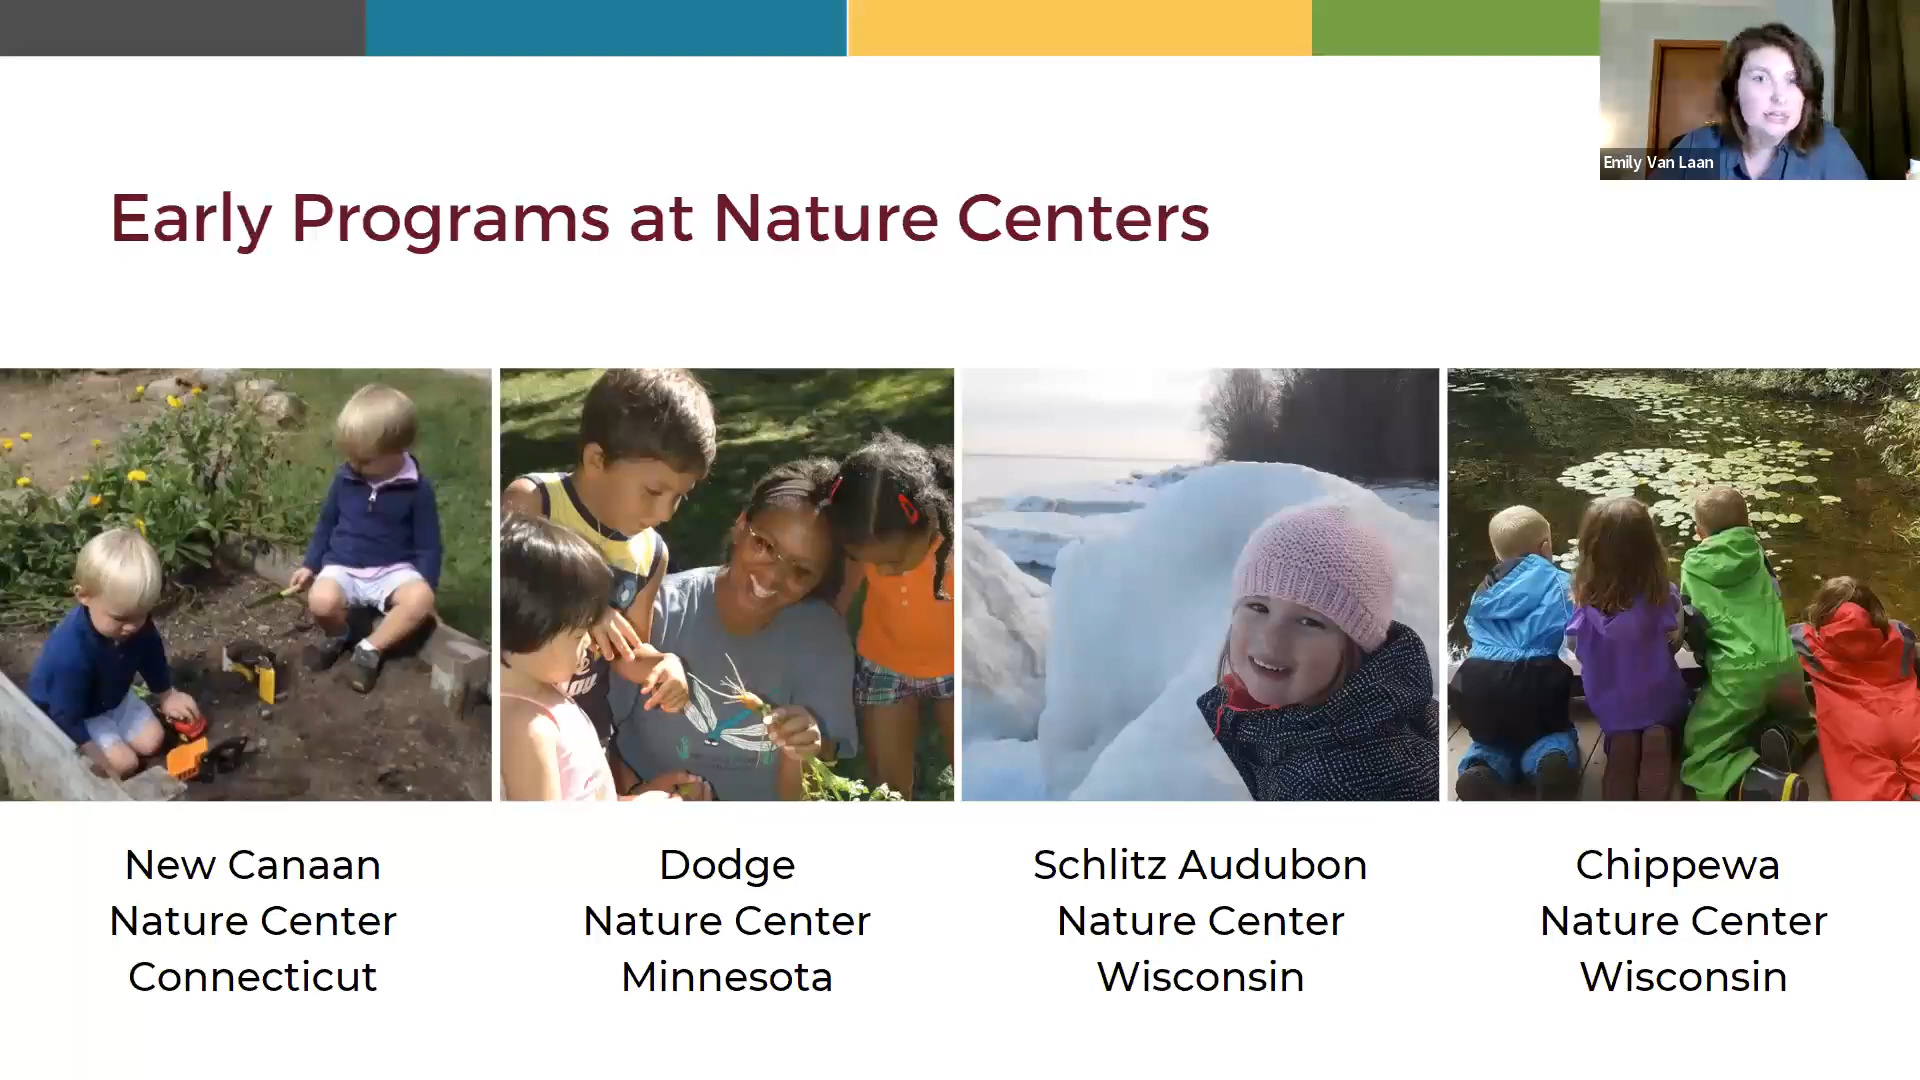 Emily Van Laan
Early Programs at Nature Centers
New Canaan
Nature Center
Connecticut
Dodge
Nature Center
Minnesota
Schlitz Audubon
Nature Center
Wisconsin
Chippewa
Nature Center
Wisconsin